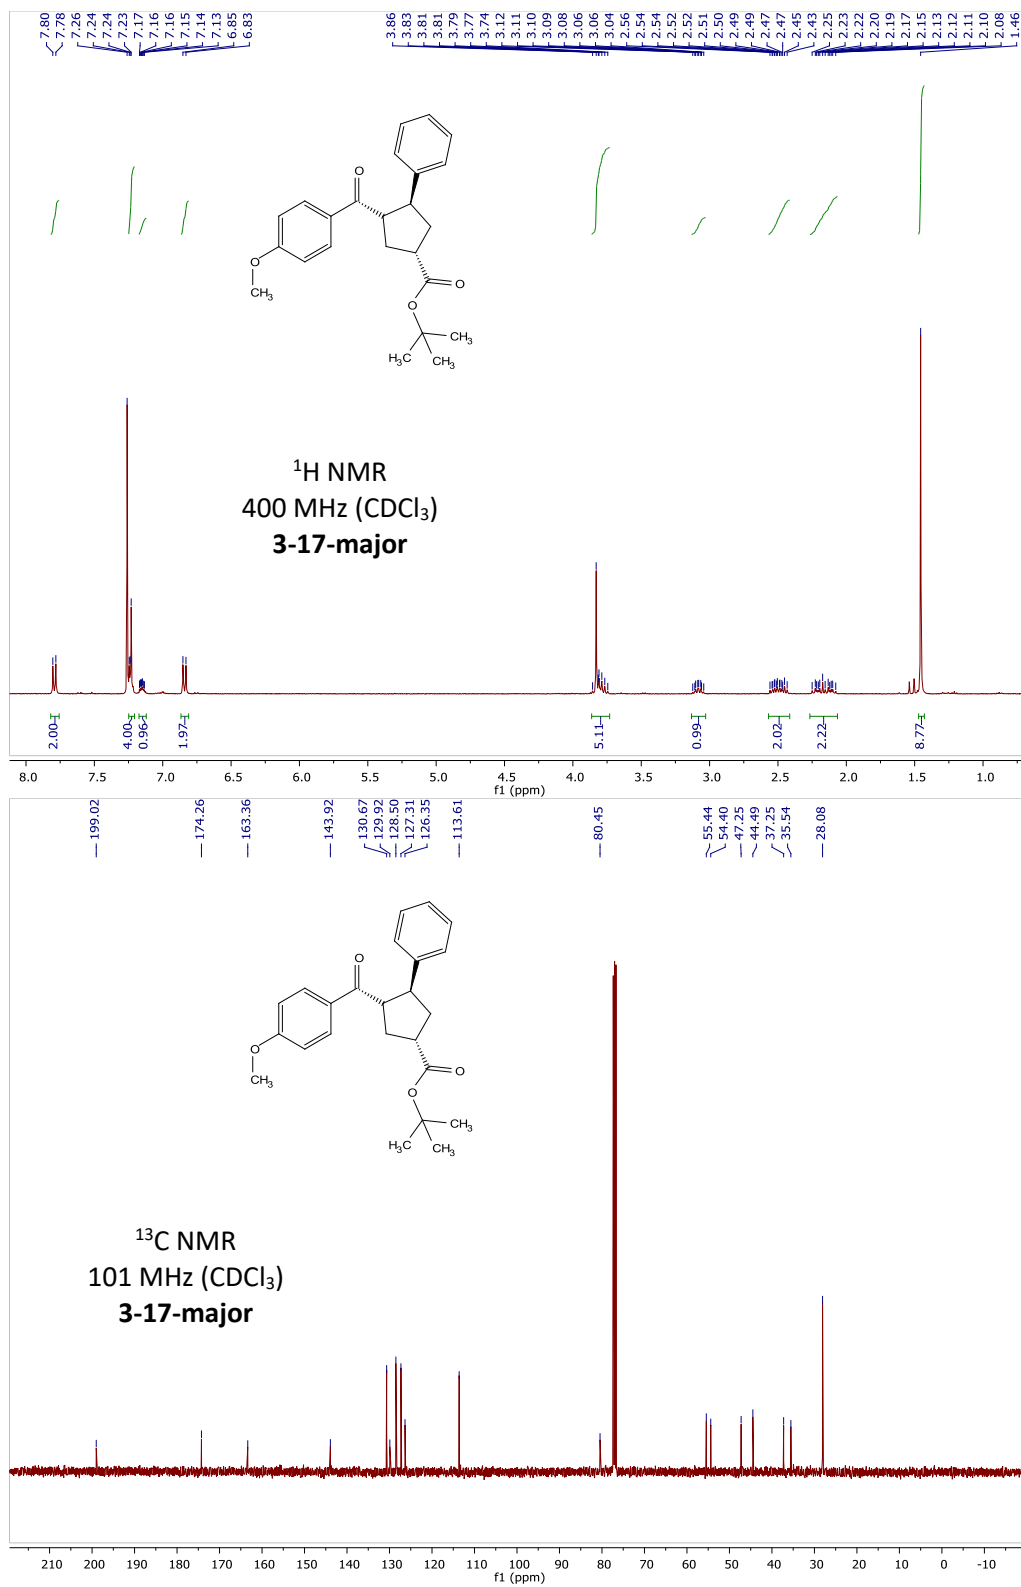 7.80 7.78 7.26 7.24 7.24 7.23 7.17 7.16 7.16 7.15 7.14 7.13 6.85 6.83 3.86 3.83 3.81 3.81 3.79 3.77 3.74 3.12 3.11 3.10 3.09 3.08 3.06 3.06 3.04 2.56 2.54 2.54 2.52 2.52 2.51 2.50 2.49 2.49 2.47 2.47 2.45 2.43 2.25 2.23 2.22 2.20 2.19 2.17 2.15 2.13 2.12 2.11 2.10 2.08 1.46
O
O
CH₃
O
O
CH₃
H₃C
CH₃
¹H NMR
400 MHz (CDCl₃)
3-17-major
2.00 4.00 0.96 1.97 5.11 0.99 2.02 2.22 8.77
8.0 7.5 7.0 6.5 6.0 5.5 5.0 4.5 4.0 3.5 3.0 2.5 2.0 1.5 1.0
f1 (ppm)
199.02 174.26 163.36 143.92 130.67 129.92 128.50 127.31 126.35 113.61 80.45 55.44 54.40 47.25 44.49 37.25 35.54 28.08
O
O
CH₃
O
O
CH₃
H₃C
CH₃
¹³C NMR
101 MHz (CDCl₃)
3-17-major
210 200 190 180 170 160 150 140 130 120 110 100 90 80 70 60 50 40 30 20 10 0 -10
f1 (ppm)